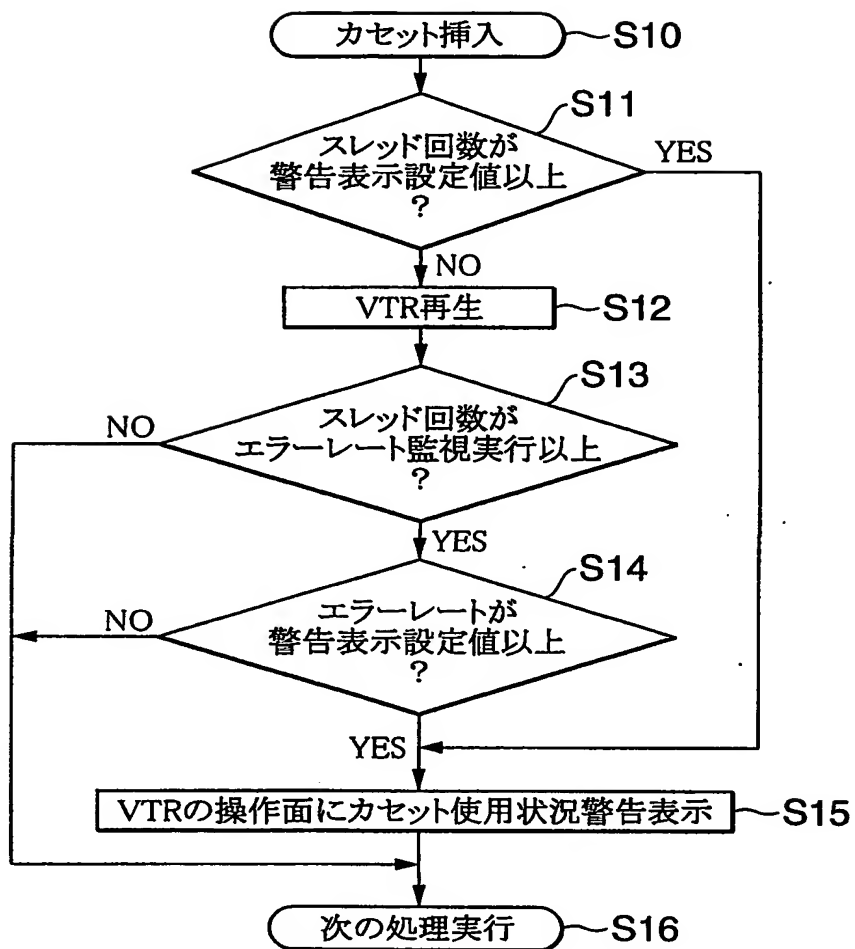 カセット挿入
S10
S11
スレッド回数が
警告表示設定値以上
?
YES
NO
VTR再生
S12
S13
スレッド回数が
エラーレート監視実行以上
?
NO
YES
S14
エラーレートが
警告表示設定値以上
?
NO
YES
VTRの操作面にカセット使用状況警告表示
S15
次の処理実行
S16